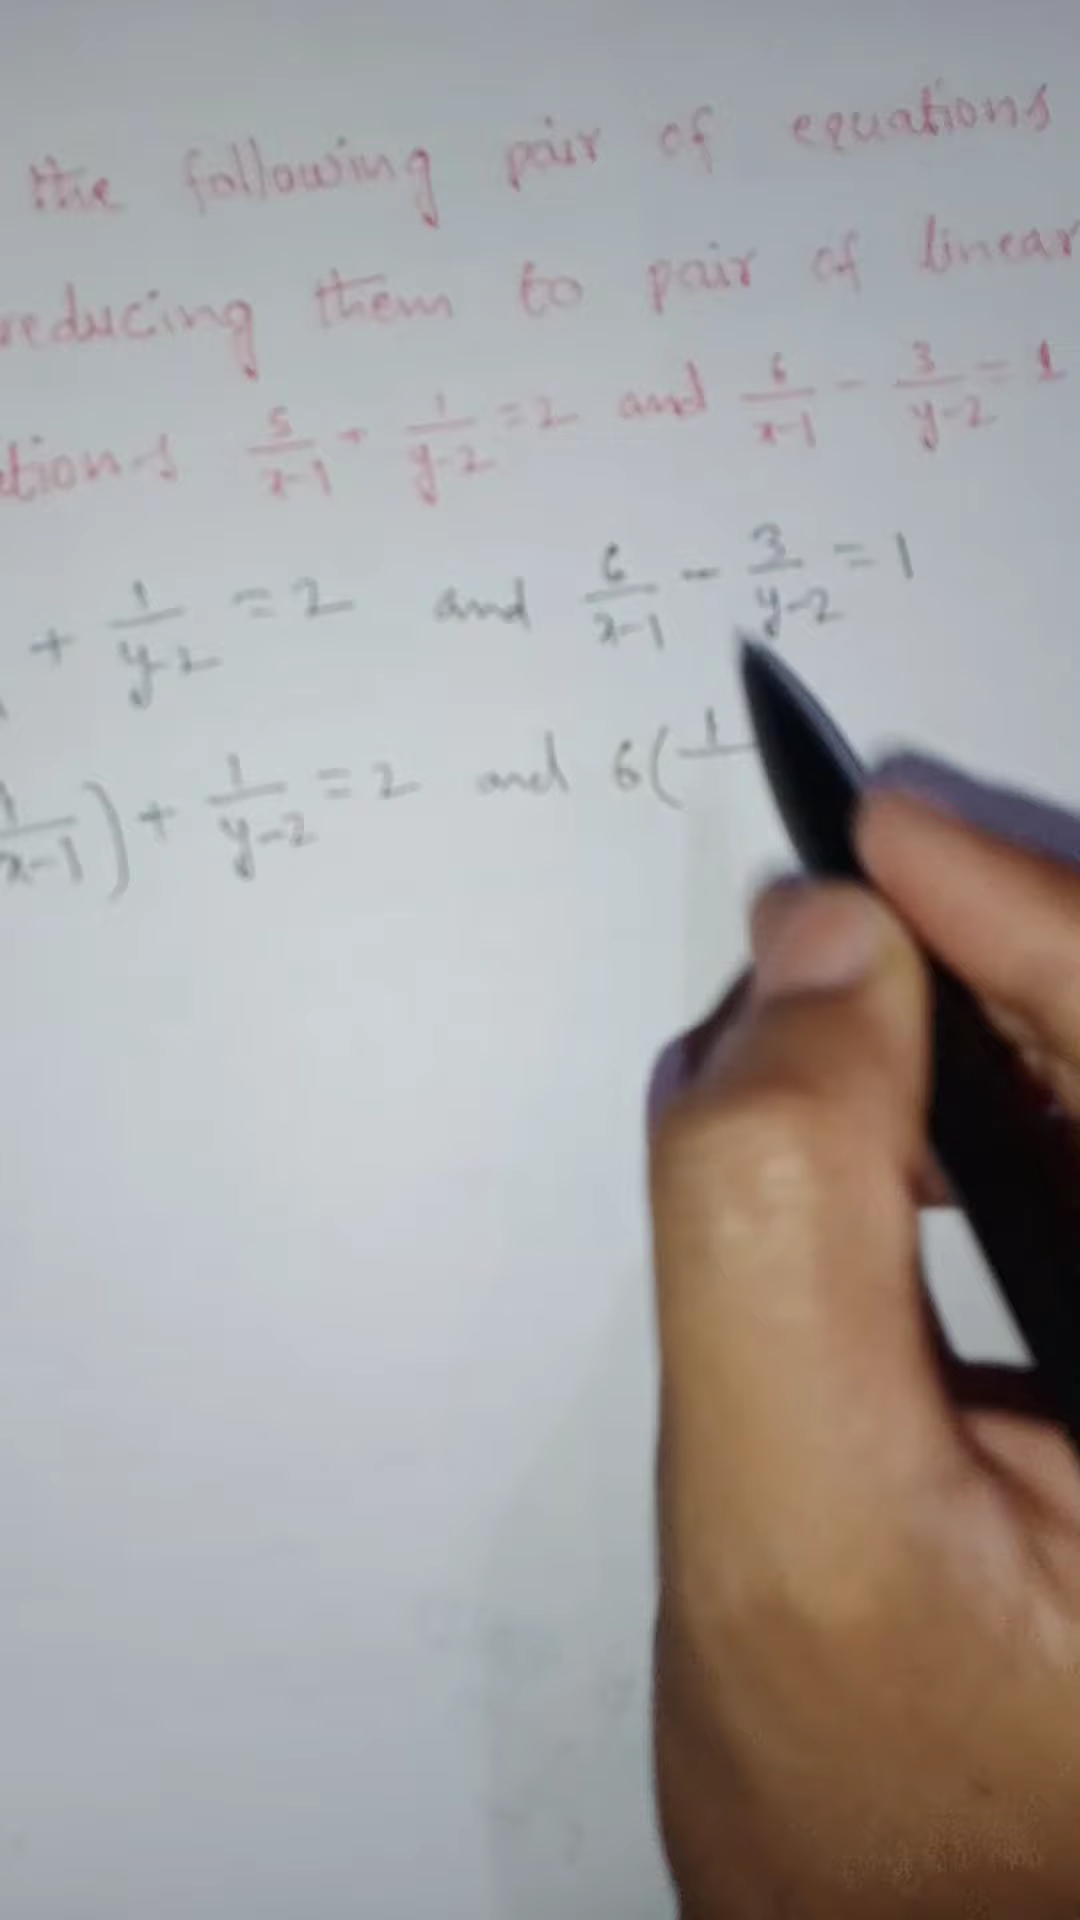 the following pair of equations
reducing them to pair of linear
ations 5/x-1 + 1/y-2 = 2 and 6/x-1 - 3/y-2 = 1
+ 1/y-2 = 2 and 6/x-1 - 3/y-2 = 1
1/x-1) + 1/y-2 = 2 and 6(1